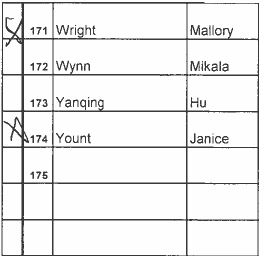 171 Wright Mallory
172 Wynn Mikala
173 Yanqing Hu
174 Yount Janice
175